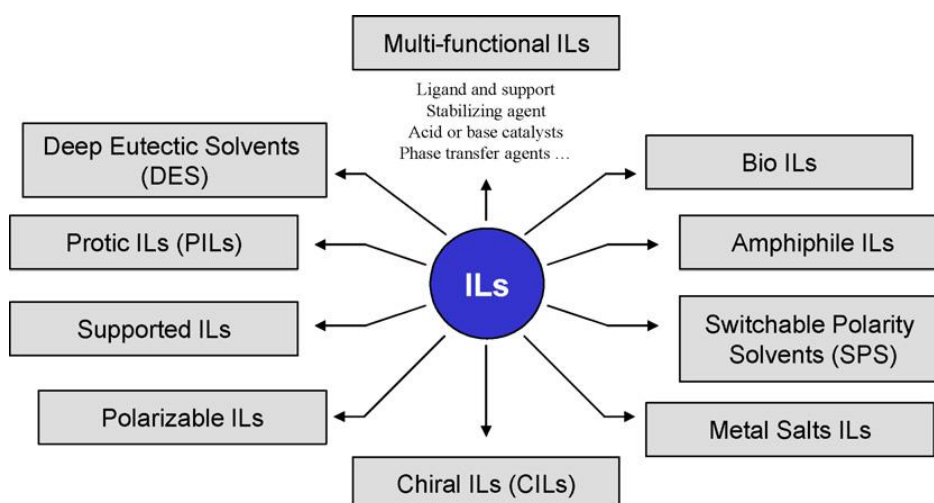 Multi-functional ILs
Ligand and support
Stabilizing agent
Acid or base catalysts
Phase transfer agents ...
Deep Eutectic Solvents
(DES)
Bio ILs
Protic ILs (PILs)
Amphiphile ILs
ILs
Supported ILs
Switchable Polarity
Solvents (SPS)
Polarizable ILs
Metal Salts ILs
Chiral ILs (CILs)